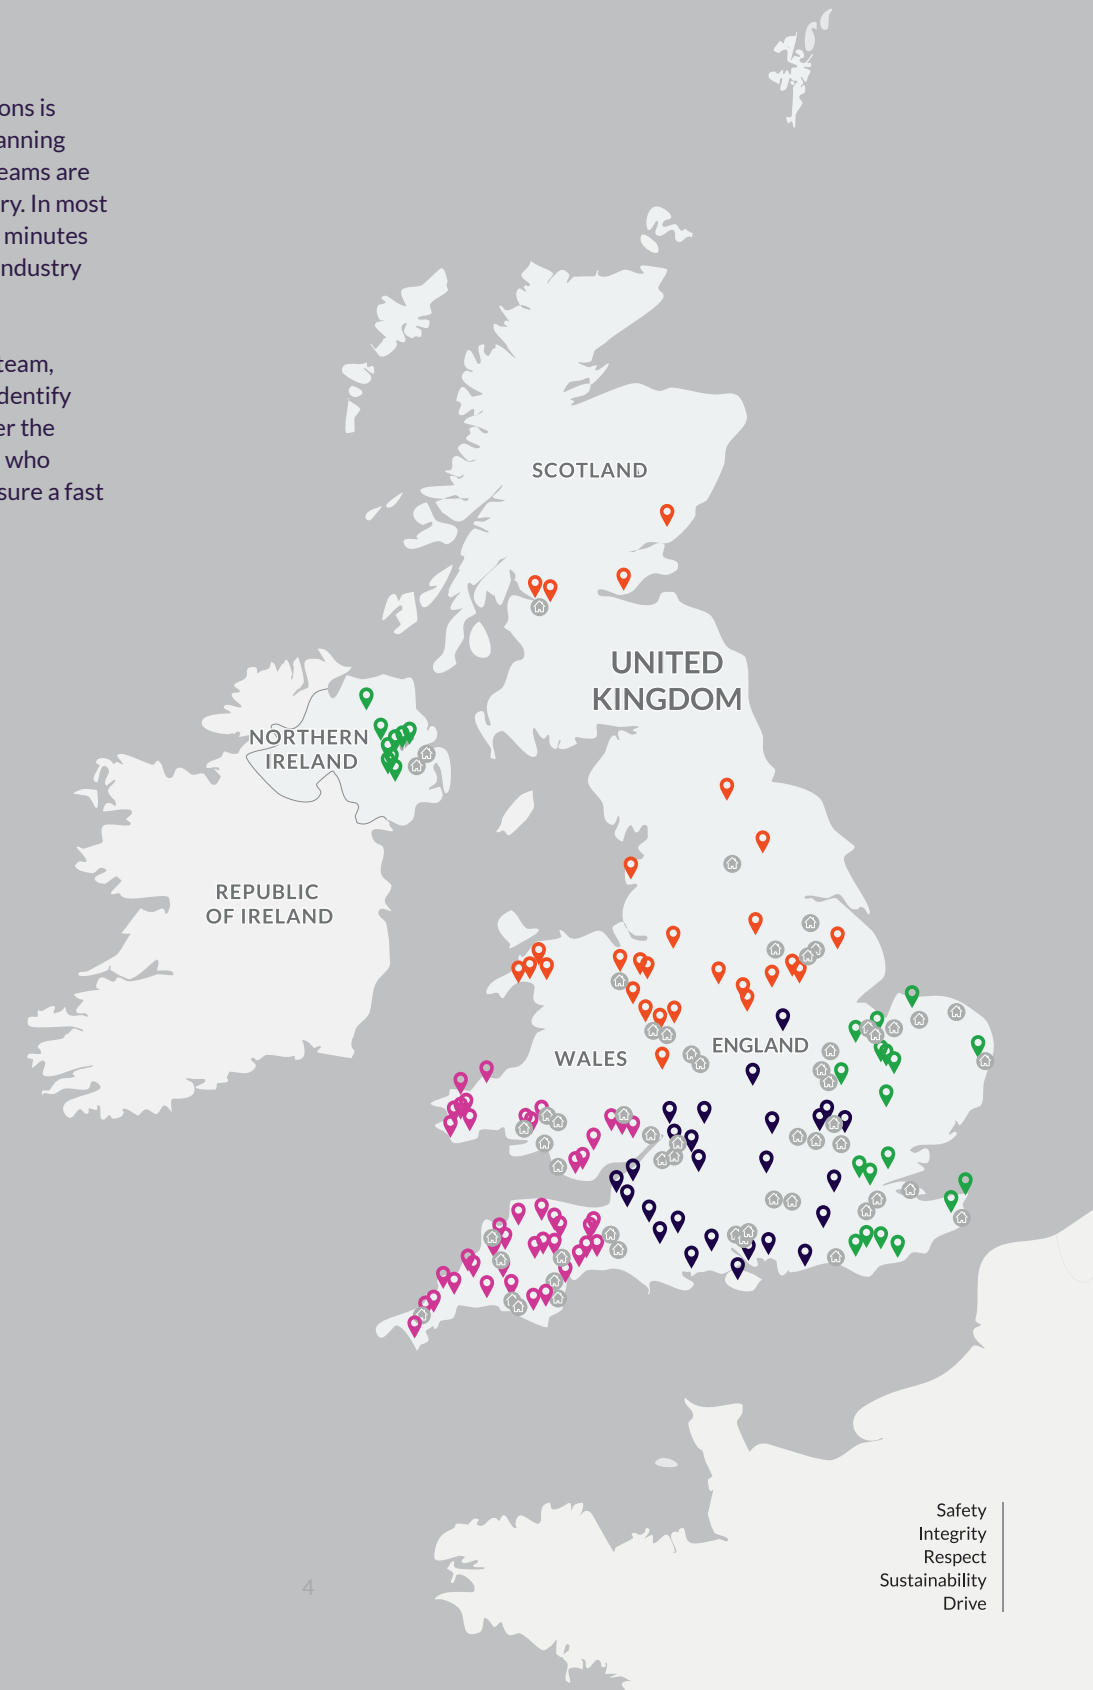 ons is
anning
eams are
ry. In most
minutes
ndustry
team,
dentify
er the
who
sure a fast
SCOTLAND
UNITED
KINGDOM
NORTHERN
IRELAND
REPUBLIC
OF IRELAND
WALES
ENGLAND
Safety
Integrity
Respect
Sustainability
Drive
4